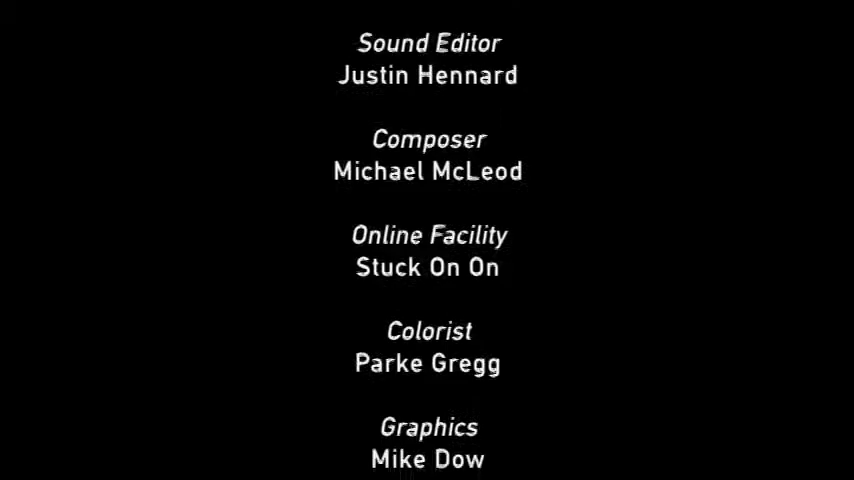 Sound Editor
Justin Hennard
Composer
Michael McLeod
Online Facility
Stuck On On
Colorist
Parke Gregg
Graphics
Mike Dow